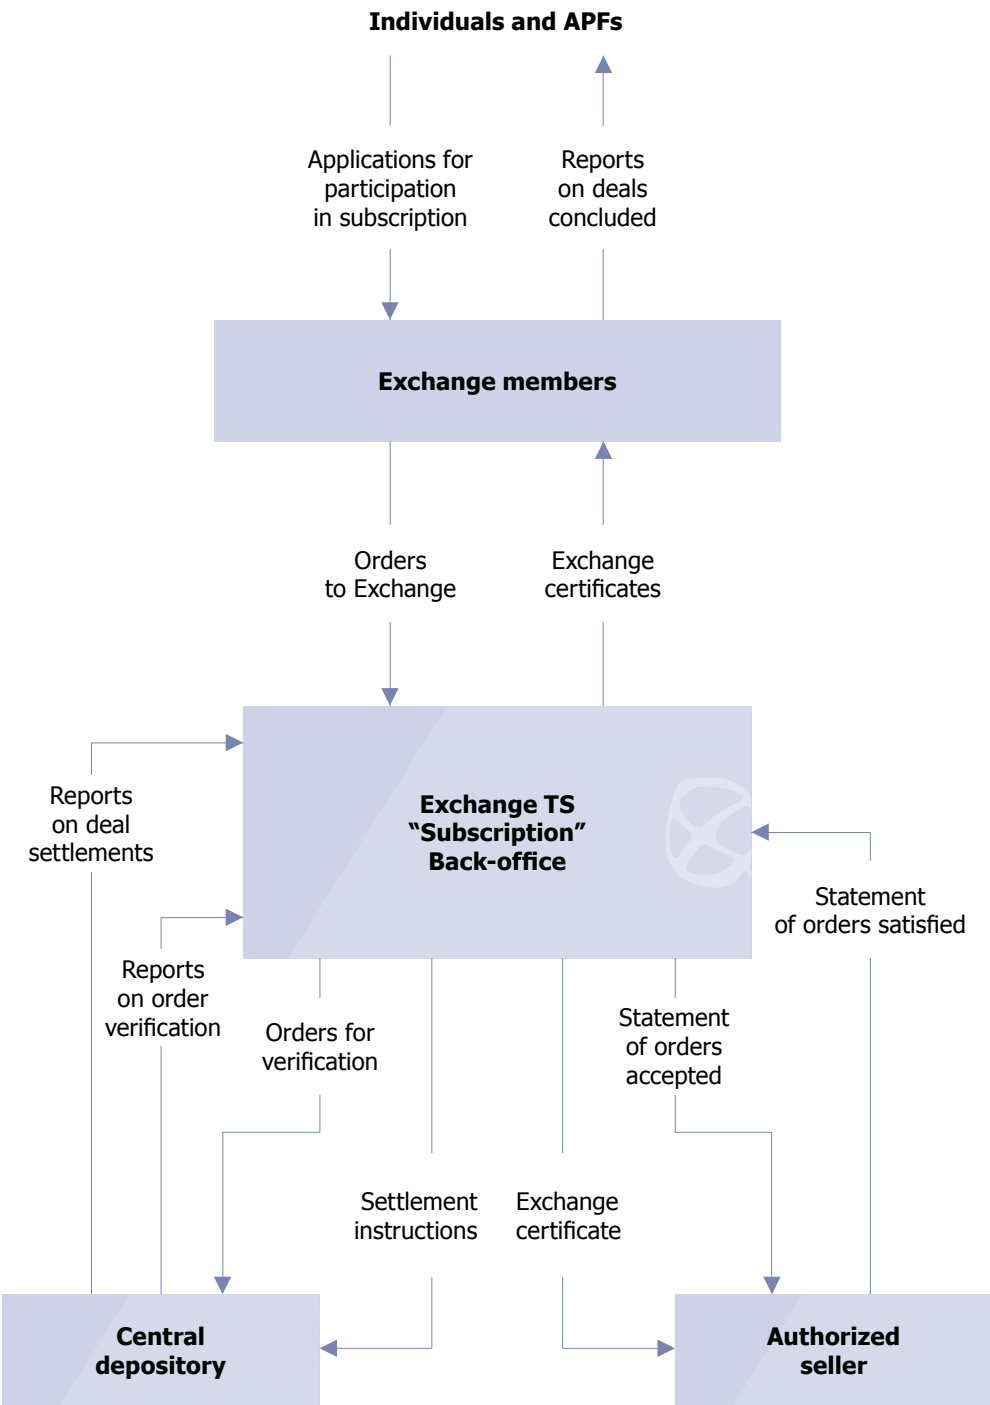 Individuals and APFs
Applications for
participation
in subscription
Reports
on deals
concluded
Exchange members
Orders
to Exchange
Exchange
certificates
Exchange TS
“Subscription”
Back-office
Reports
on deal
settlements
Statement
of orders satisfied
Reports
on order
verification
Orders for
verification
Statement
of orders
accepted
Settlement
instructions
Exchange
certificate
Central
depository
Authorized
seller